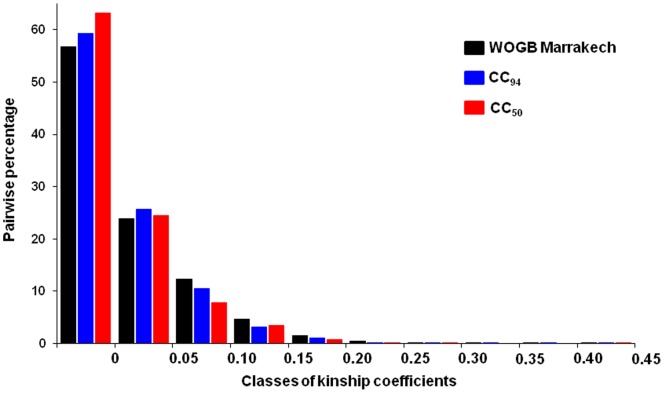 60
50
40
30
20
10
0
Pairwise percentage
WOGB Marrakech
CC94
CC50
0 0.05 0.10 0.15 0.20 0.25 0.30 0.35 0.40 0.45
Classes of kinship coefficients